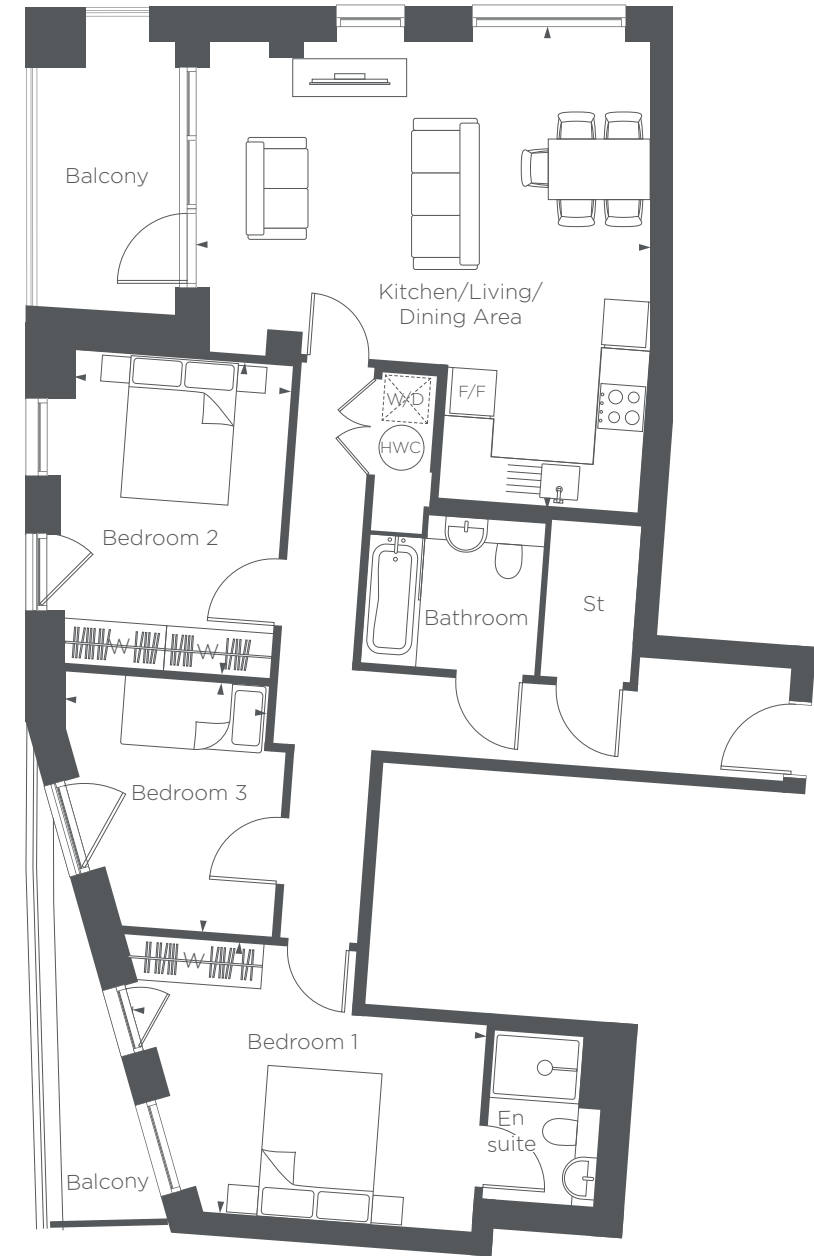 Balcony
Kitchen/Living/
Dining Area
W/D
F/F
HWC
Bedroom 2
Bathroom
St
W
W
Bedroom 3
W
Bedroom 1
En
suite
Balcony